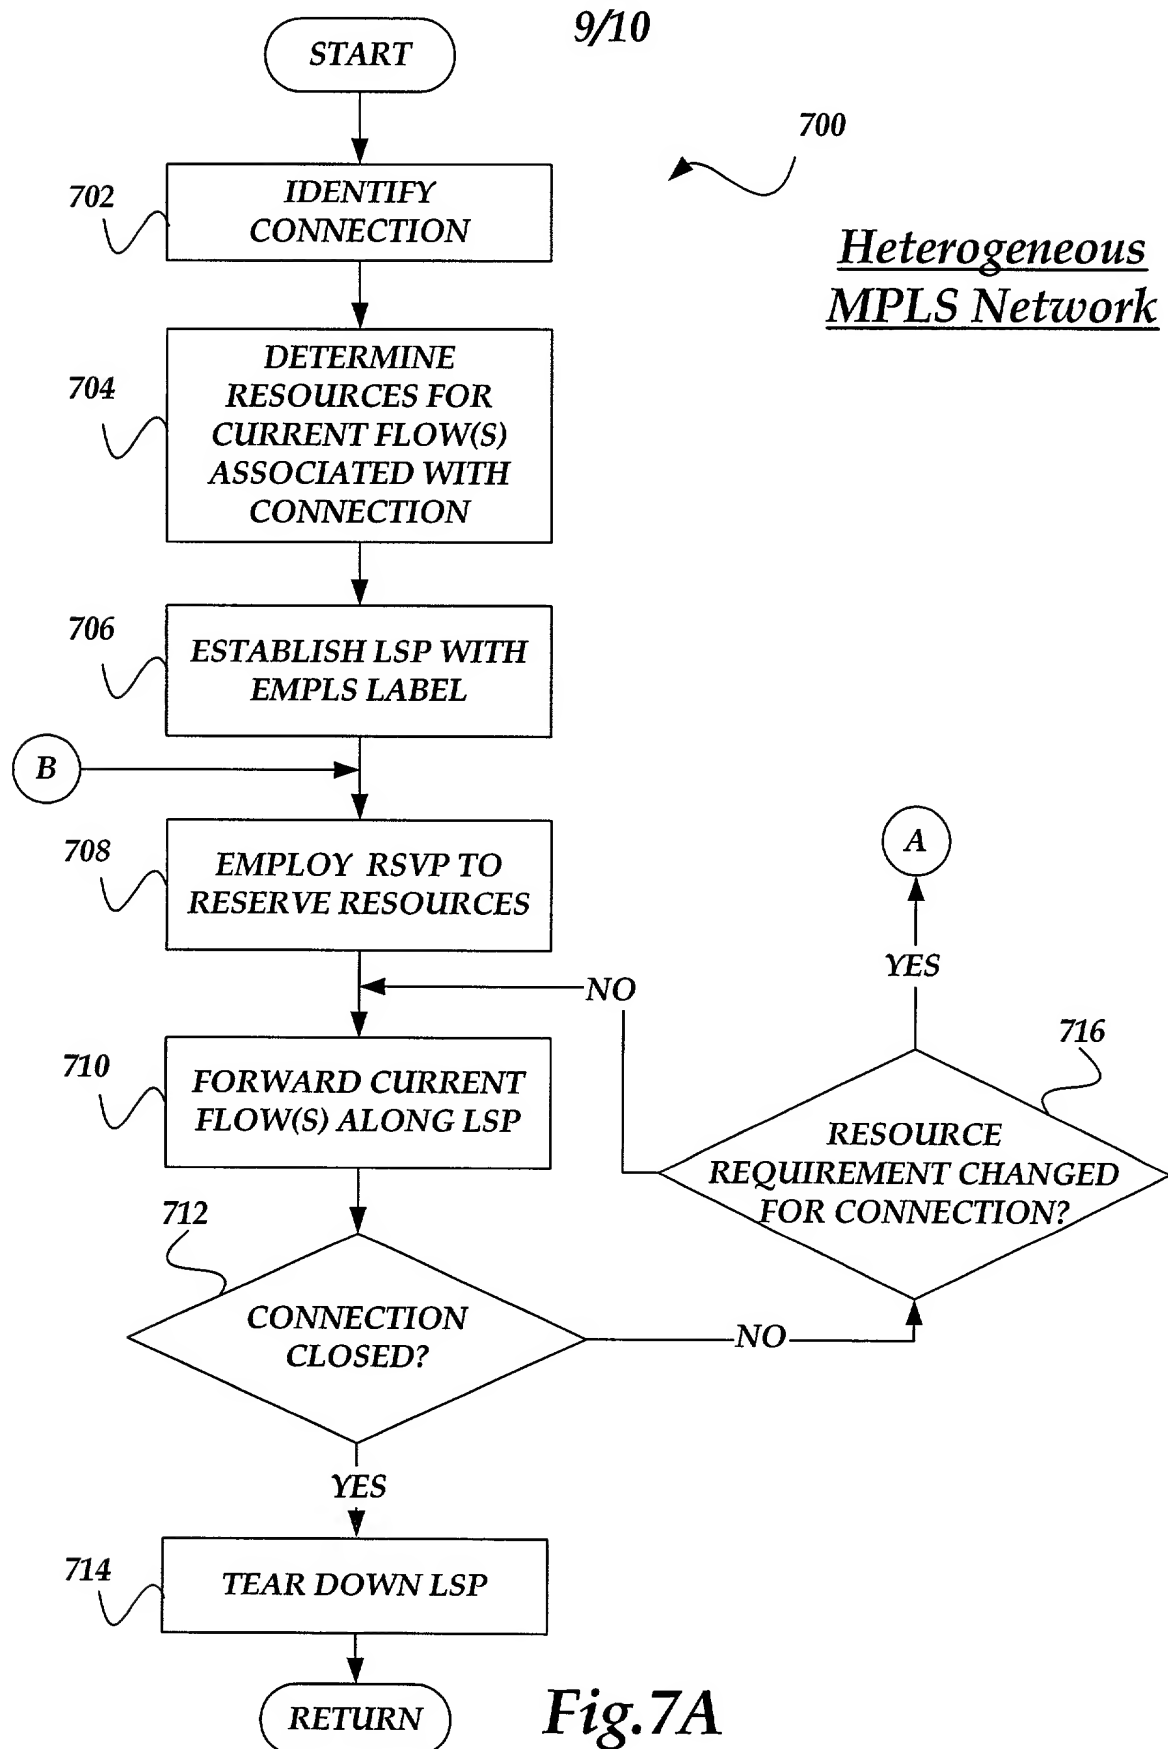 9/10
START
700
702
IDENTIFY
CONNECTION
Heterogeneous
MPLS Network
704
DETERMINE
RESOURCES FOR
CURRENT FLOW(S)
ASSOCIATED WITH
CONNECTION
706
ESTABLISH LSP WITH
EMPLS LABEL
B
708
EMPLOY RSVP TO
RESERVE RESOURCES
A
YES
NO
710
FORWARD CURRENT
FLOW(S) ALONG LSP
716
RESOURCE
REQUIREMENT CHANGED
FOR CONNECTION?
712
CONNECTION
CLOSED?
NO
YES
714
TEAR DOWN LSP
RETURN
Fig.7A